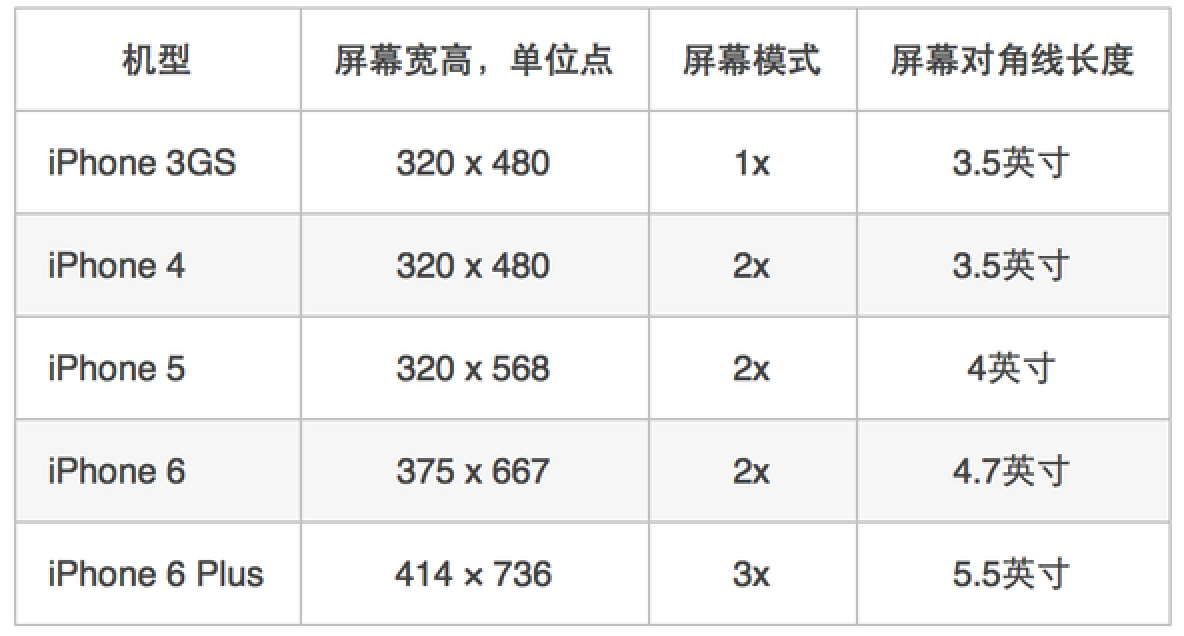 机型 屏幕宽高，单位点 屏幕模式 屏幕对角线长度
iPhone 3GS 320 x 480 1x 3.5英寸
iPhone 4 320 x 480 2x 3.5英寸
iPhone 5 320 x 568 2x 4英寸
iPhone 6 375 x 667 2x 4.7英寸
iPhone 6 Plus 414 × 736 3x 5.5英寸